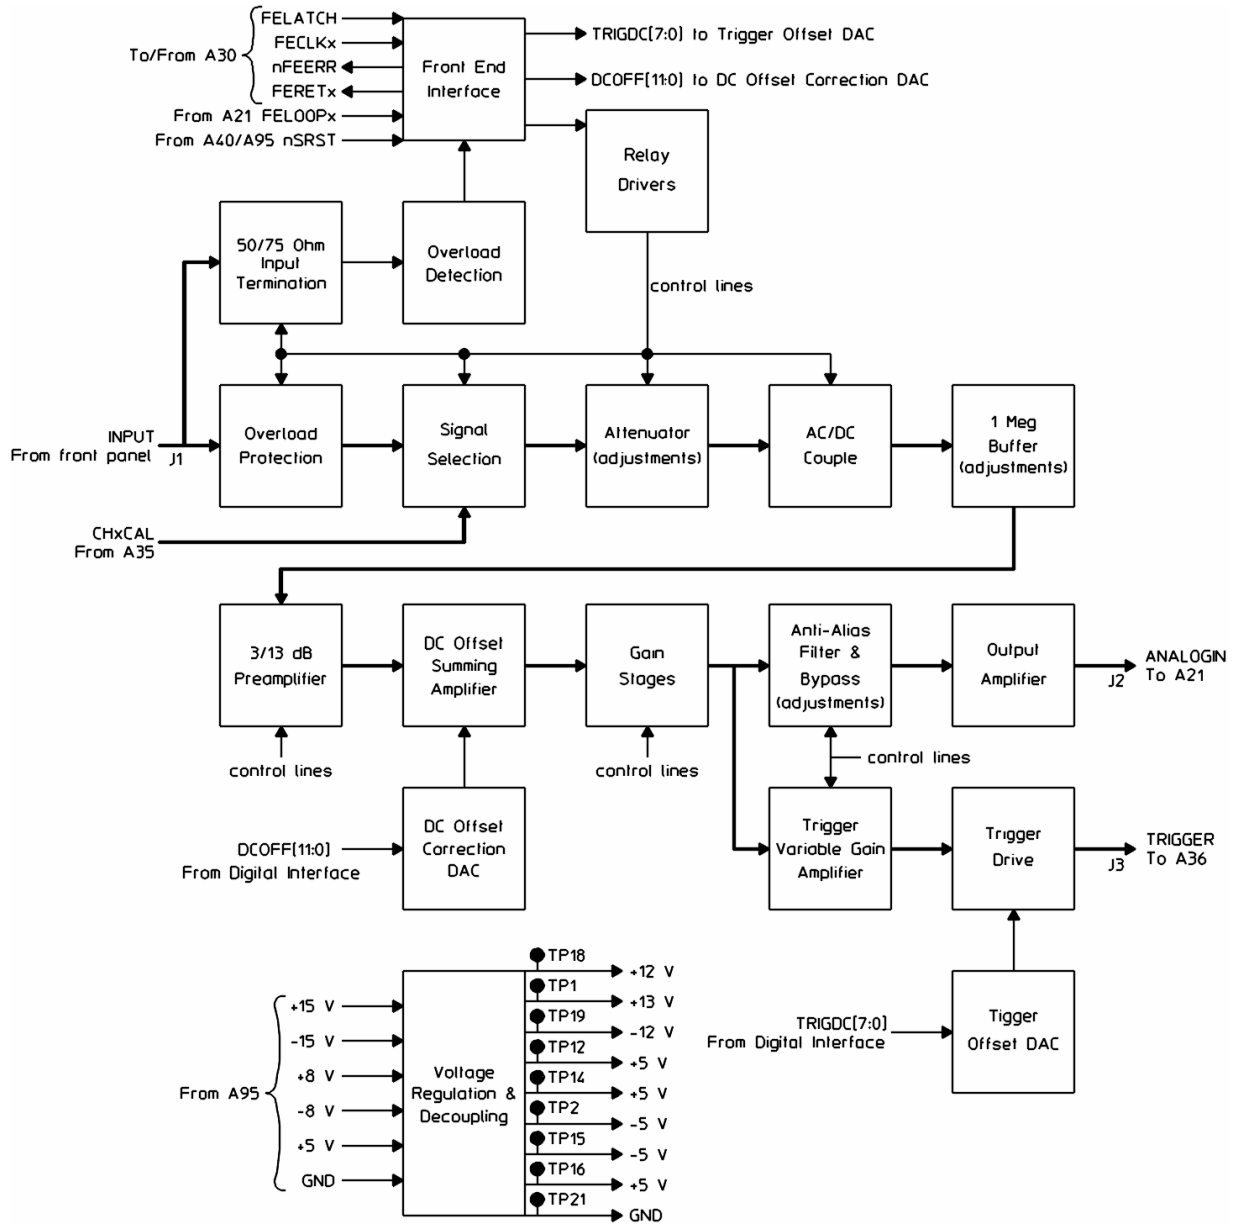 FELATCH
FECLKx
To/From A30
nFEERR
FERETx
From A21 FELOOPx
From A40/A95 nSRST
Front End
Interface
TRIGDC[7:0] to Trigger Offset DAC
DCOFF[11:0] to DC Offset Correction DAC
Relay
Drivers
50/75 Ohm
Input
Termination
Overload
Detection
control lines
INPUT
From front panel
J1
Overload
Protection
Signal
Selection
Attenuator
(adjustments)
AC/DC
Couple
1 Meg
Buffer
(adjustments)
CHxCAL
From A35
3/13 dB
Preamplifier
DC Offset
Summing
Amplifier
Gain
Stages
Anti-Alias
Filter &
Bypass
(adjustments)
Output
Amplifier
J2
ANALOGIN
To A21
control lines
control lines
control lines
DCOFF[11:0]
From Digital Interface
DC Offset
Correction
DAC
Trigger
Variable Gain
Amplifier
Trigger
Drive
J3
TRIGGER
To A36
TRIGDC[7:0]
From Digital Interface
Tigger
Offset DAC
From A95
+15 V
-15 V
+8 V
-8 V
+5 V
GND
Voltage
Regulation &
Decoupling
TP18
+12 V
TP1
+13 V
TP19
-12 V
TP12
+5 V
TP14
+5 V
TP2
-5 V
TP15
-5 V
TP16
+5 V
TP21
GND